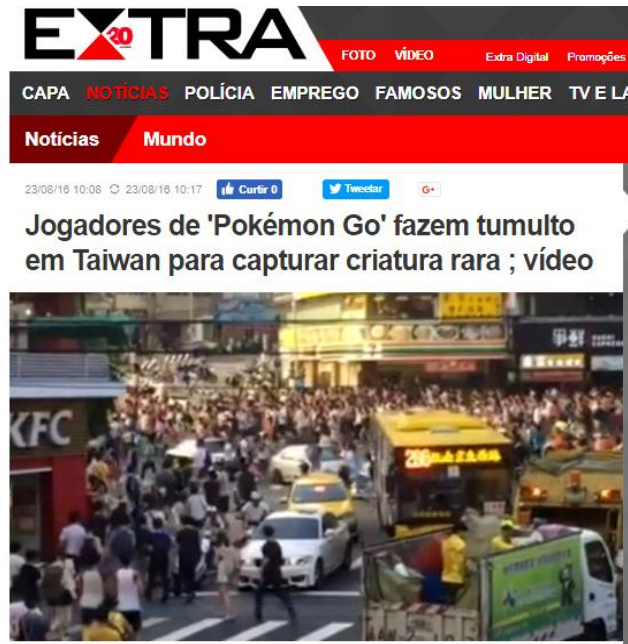 EXTRA
20
FOTO VÍDEO Extra Digital Promoções
CAPA NOTÍCIAS POLÍCIA EMPREGO FAMOSOS MULHER TV E LA
Notícias Mundo
23/08/16 10:08 23/08/16 10:17 Curtir 0 Tweetar G+
Jogadores de 'Pokémon Go' fazem tumulto
em Taiwan para capturar criatura rara ; vídeo
KFC